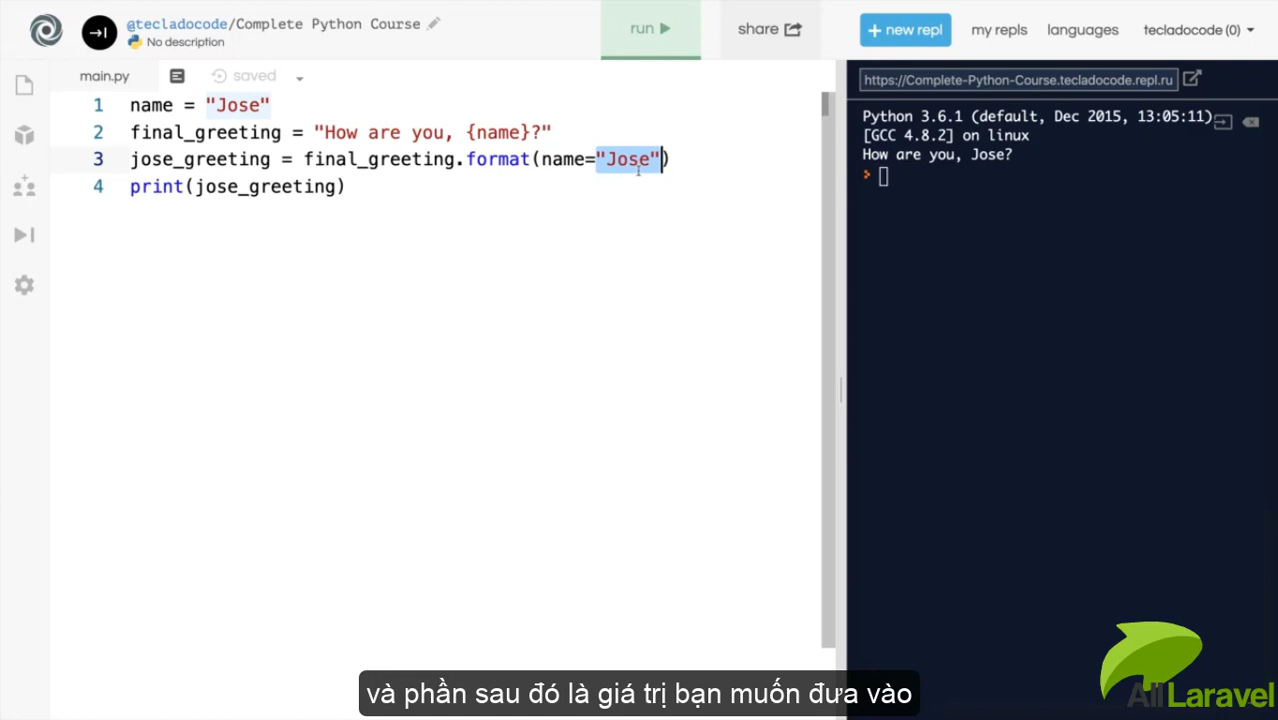 @tecladocode/Complete Python Course
No description
run
share
+ new repl
my repls
languages
tecladocode (0)
main.py
saved
1 name = "Jose"
2 final_greeting = "How are you, {name}?"
3 jose_greeting = final_greeting.format(name="Jose")
4 print(jose_greeting)
https://Complete-Python-Course.tecladocode.repl.ru
Python 3.6.1 (default, Dec 2015, 13:05:11)
[GCC 4.8.2] on linux
How are you, Jose?
và phần sau đó là giá trị bạn muốn đưa vào
AllLaravel